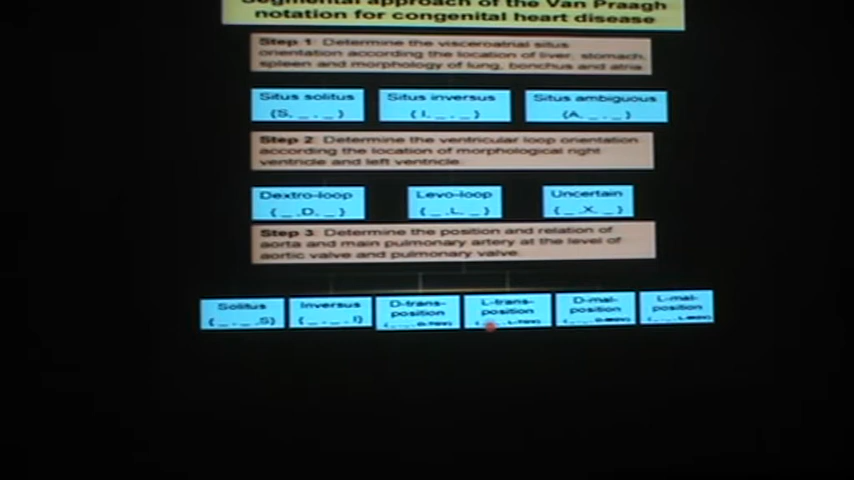 Segmental approach of the Van Praagh
notation for congenital heart disease
Step 1: Determine the visceroatrial situs
orientation according the location of liver, stomach,
spleen and morphology of lung, bonchus and atria.
Situs solitus
{S, _ , _ }
Situs inversus
{ I, _ , _ }
Situs ambiguous
{A, _ , _ }
Step 2: Determine the ventricular loop orientation
according the location of morphological right
ventricle and left ventricle.
Dextro-loop
{ _ ,D, _ }
Levo-loop
{ _ ,L, _ }
Uncertain
{ _ ,X, _ }
Step 3: Determine the position and relation of
aorta and main pulmonary artery at the level of
aortic valve and pulmonary valve.
Solitus
{ _ , _ ,S}
Inversus
{ _ , _ , I}
D-trans-
position
L-trans-
position
D-mal-
position
L-mal-
position